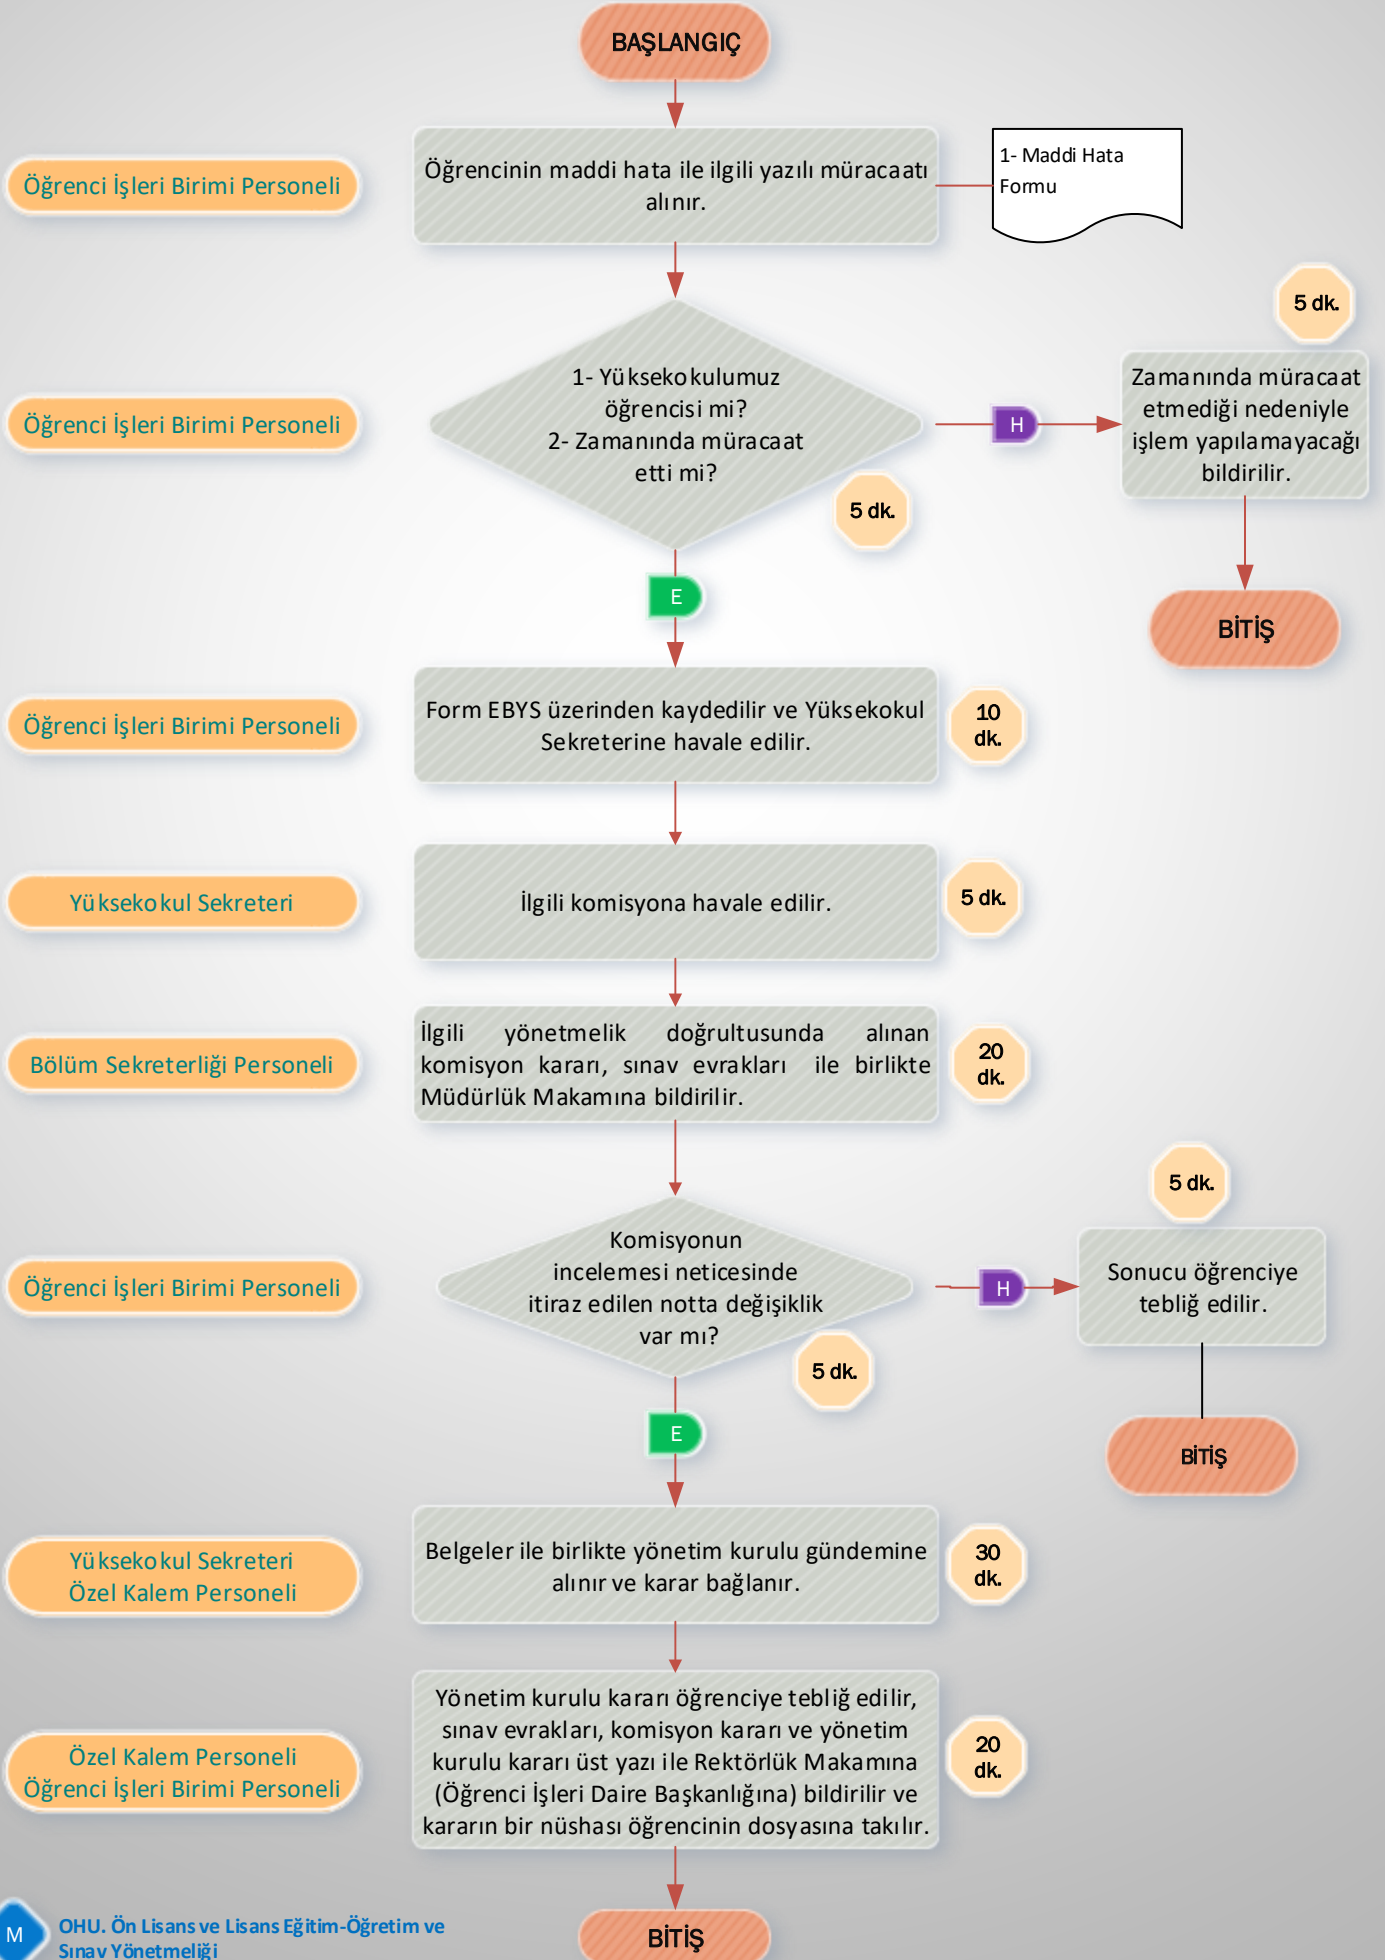 BAŞLANGIÇ
Öğrenci İşleri Birimi Personeli
Öğrencinin maddi hata ile ilgili yazılı müracaatı
alınır.
1- Maddi Hata
Formu
Öğrenci İşleri Birimi Personeli
1- Yüksekokulumuz
öğrencisi mi?
2- Zamanında müracaat
etti mi?
5 dk.
H
5 dk.
Zamanında müracaat
etmediği nedeniyle
işlem yapılamayacağı
bildirilir.
BİTİŞ
E
Öğrenci İşleri Birimi Personeli
Form EBYS üzerinden kaydedilir ve Yüksekokul
Sekreterine havale edilir.
10
dk.
Yüksekokul Sekreteri
İlgili komisyona havale edilir.
5 dk.
Bölüm Sekreterliği Personeli
İlgili yönetmelik doğrultusunda alınan
komisyon kararı, sınav evrakları ile birlikte
Müdürlük Makamına bildirilir.
20
dk.
Öğrenci İşleri Birimi Personeli
Komisyonun
incelemesi neticesinde
itiraz edilen notta değişiklik
var mı?
5 dk.
H
5 dk.
Sonucu öğrenciye
tebliğ edilir.
BİTİŞ
E
Yüksekokul Sekreteri
Özel Kalem Personeli
Belgeler ile birlikte yönetim kurulu gündemine
alınır ve karar bağlanır.
30
dk.
Özel Kalem Personeli
Öğrenci İşleri Birimi Personeli
Yönetim kurulu kararı öğrenciye tebliğ edilir,
sınav evrakları, komisyon kararı ve yönetim
kurulu kararı üst yazı ile Rektörlük Makamına
(Öğrenci İşleri Daire Başkanlığına) bildirilir ve
kararın bir nüshası öğrencinin dosyasına takılır.
20
dk.
BİTİŞ
M
OHU. Ön Lisans ve Lisans Eğitim-Öğretim ve
Sınav Yönetmeliği